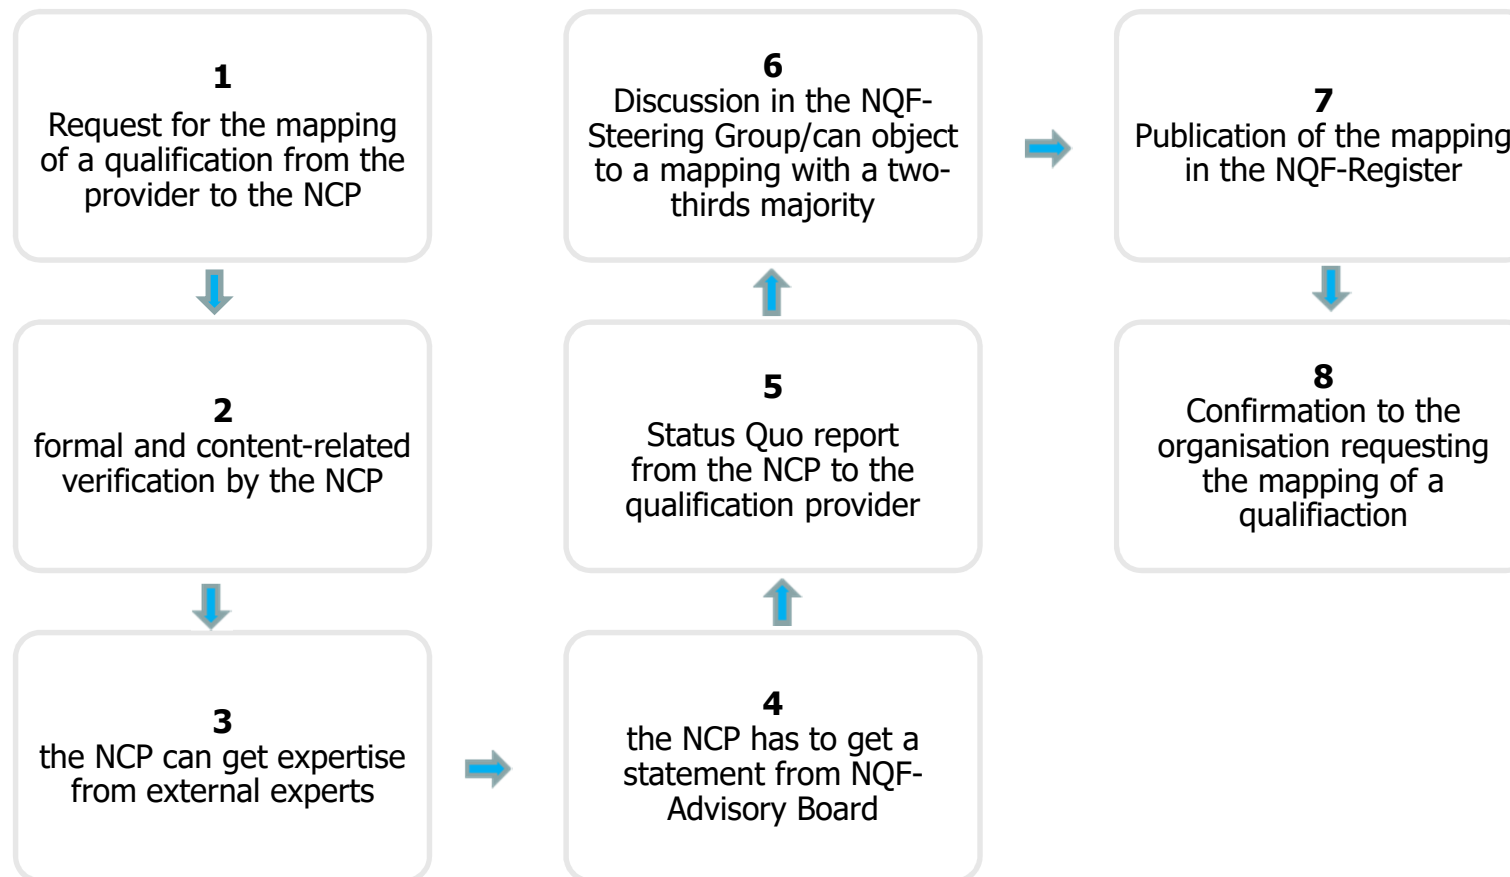 1
Request for the mapping
of a qualification from the
provider to the NCP
2
formal and content-related
verification by the NCP
3
the NCP can get expertise
from external experts
4
the NCP has to get a
statement from NQF-
Advisory Board
5
Status Quo report
from the NCP to the
qualification provider
6
Discussion in the NQF-
Steering Group/can object
to a mapping with a two-
thirds majority
7
Publication of the mapping
in the NQF-Register
8
Confirmation to the
organisation requesting
the mapping of a
qualifiaction